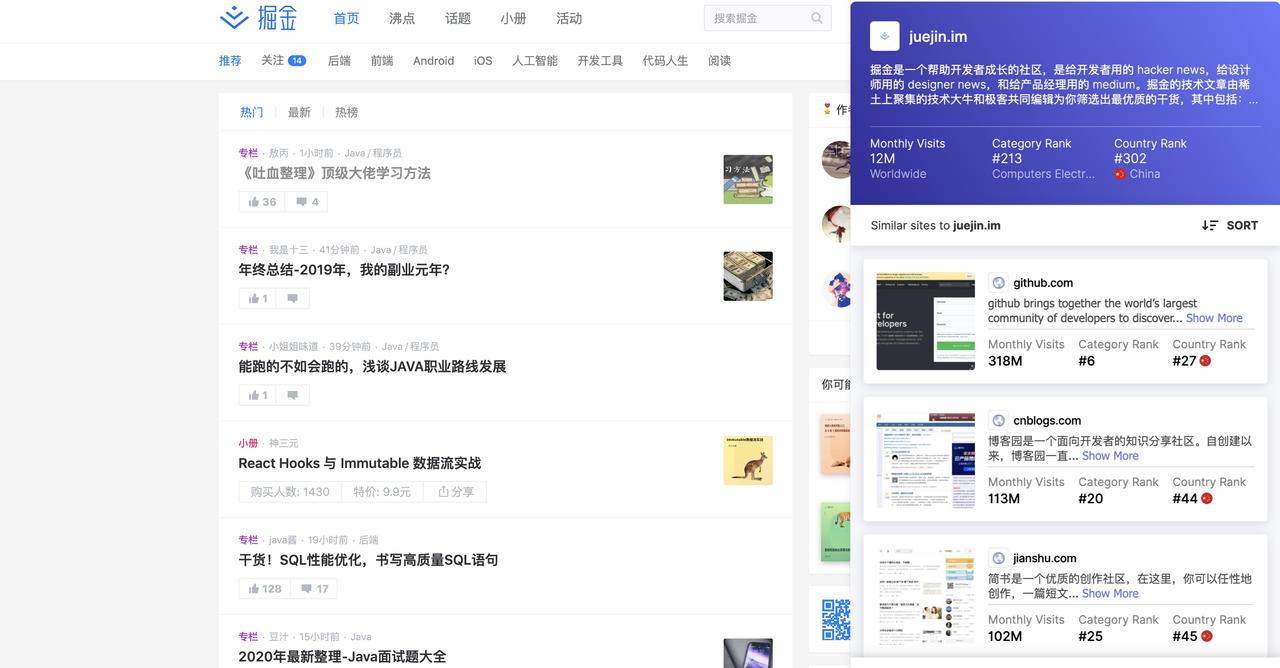 掘金
首页 沸点 话题 小册 活动
搜索掘金
推荐 关注 14 后端 前端 Android iOS 人工智能 开发工具 代码人生 阅读
热门 最新 热榜
专栏 · 敖丙 · 1小时前 · Java / 程序员
《吐血整理》顶级大佬学习方法
36 4
习方法
专栏 · 我是十三 · 41分钟前 · Java / 程序员
年终总结-2019年，我的副业元年？
1
专栏 · 小姐姐味道 · 39分钟前 · Java / 程序员
能跑的不如会跑的，浅谈JAVA职业路线发展
1
小册 · 神三元
React Hooks 与 Immutable 数据流实战
购买人数: 1430 特价: 9.9元 分享
Immutable数据流实战
专栏 · java酱 · 19小时前 · 后端
干货！SQL性能优化，书写高质量SQL语句
128 17
专栏 · 豆汁 · 15小时前 · Java
2020年最新整理-Java面试题大全
作者
你可能
juejin.im
掘金是一个帮助开发者成长的社区，是给开发者用的 hacker news，给设计
师用的 designer news，和给产品经理用的 medium。掘金的技术文章由稀
土上聚集的技术大牛和极客共同编辑为你筛选出最优质的干货，其中包括：...
Monthly Visits Category Rank Country Rank
12M #213 #302
Worldwide Computers Electr... China
Similar sites to juejin.im
SORT
github.com
github brings together the world's largest
community of developers to discover... Show More
Monthly Visits Category Rank Country Rank
318M #6 #27
t for
velopers
cnblogs.com
博客园是一个面向开发者的知识分享社区。自创建以
来，博客园一直... Show More
Monthly Visits Category Rank Country Rank
113M #20 #44
jianshu.com
简书是一个优质的创作社区，在这里，你可以任性地
创作，一篇短文... Show More
Monthly Visits Category Rank Country Rank
102M #25 #45